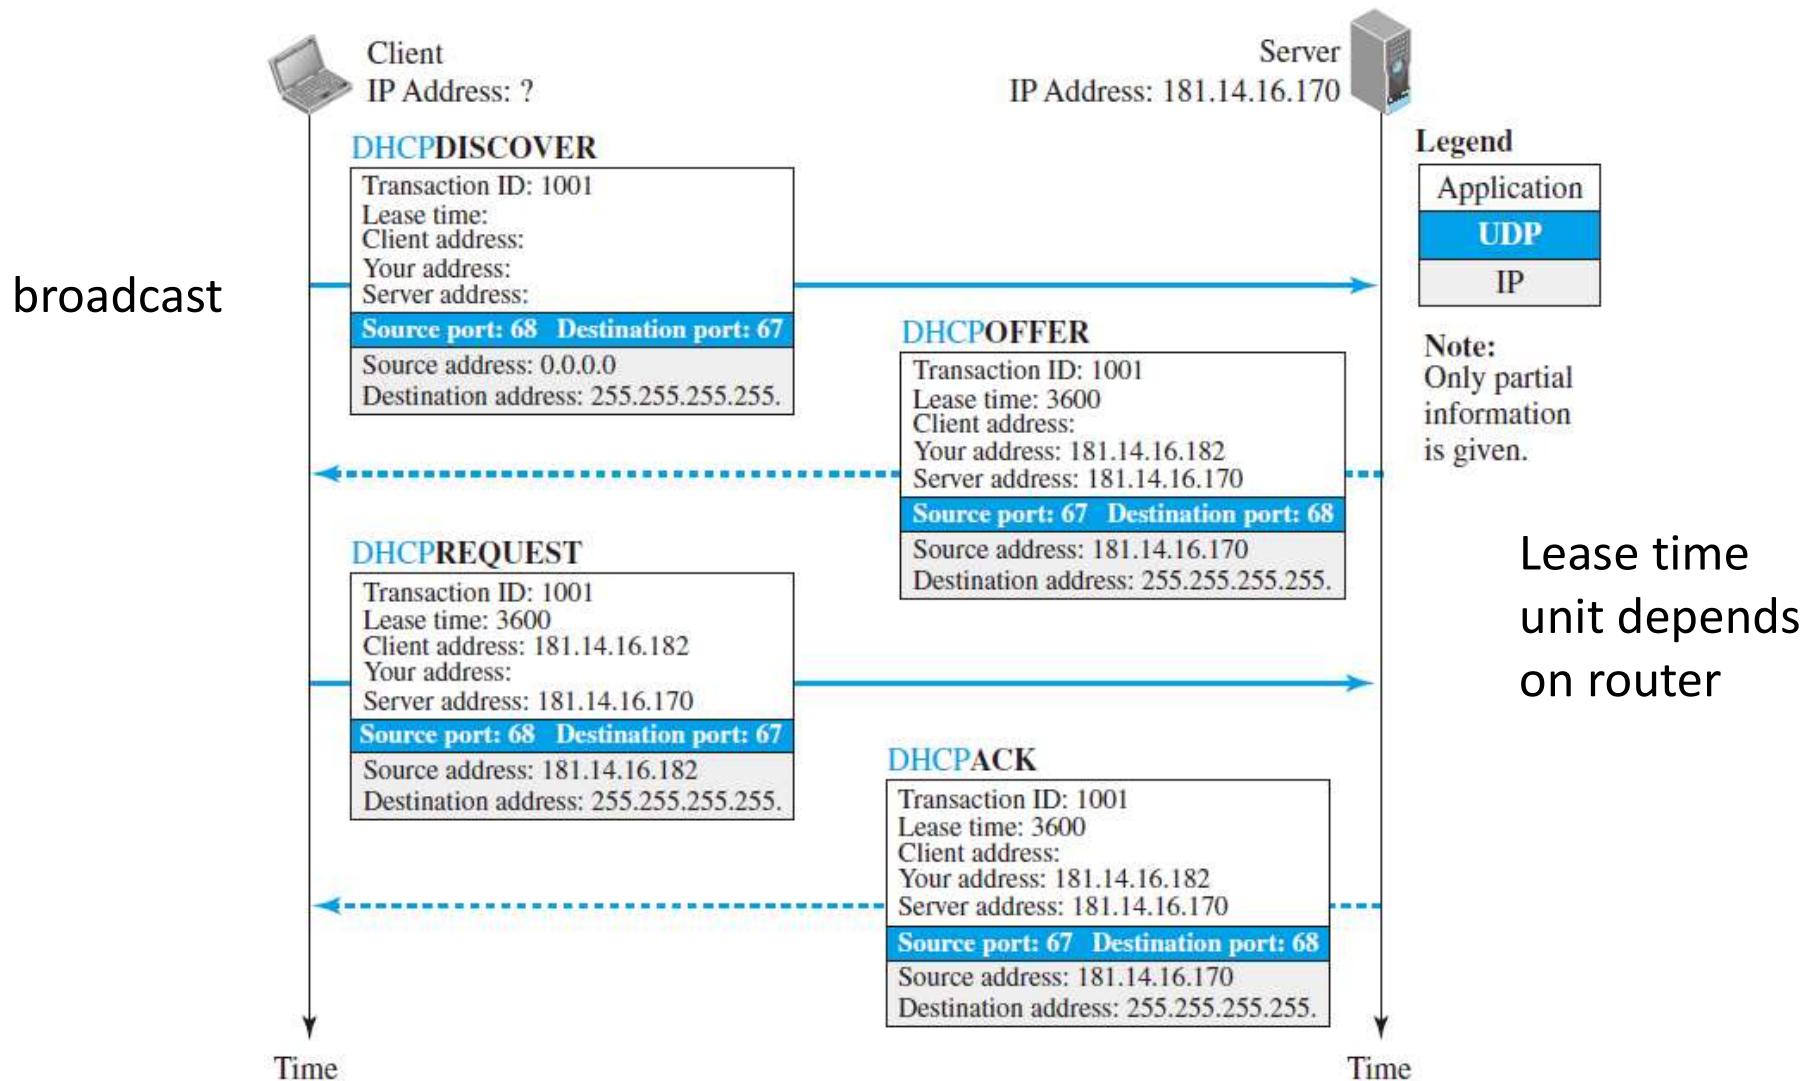 Client
IP Address: ?
Server
IP Address: 181.14.16.170
DHCPDISCOVER
Transaction ID: 1001
Lease time:
Client address:
Your address:
Server address:
Source port: 68 Destination port: 67
Source address: 0.0.0.0
Destination address: 255.255.255.255.
broadcast
Legend
Application
UDP
IP
Note:
Only partial
information
is given.
DHCPOFFER
Transaction ID: 1001
Lease time: 3600
Client address:
Your address: 181.14.16.182
Server address: 181.14.16.170
Source port: 67 Destination port: 68
Source address: 181.14.16.170
Destination address: 255.255.255.255.
Lease time
unit depends
on router
DHCPREQUEST
Transaction ID: 1001
Lease time: 3600
Client address: 181.14.16.182
Your address:
Server address: 181.14.16.170
Source port: 68 Destination port: 67
Source address: 181.14.16.182
Destination address: 255.255.255.255.
DHCPACK
Transaction ID: 1001
Lease time: 3600
Client address:
Your address: 181.14.16.182
Server address: 181.14.16.170
Source port: 67 Destination port: 68
Source address: 181.14.16.170
Destination address: 255.255.255.255.
Time
Time